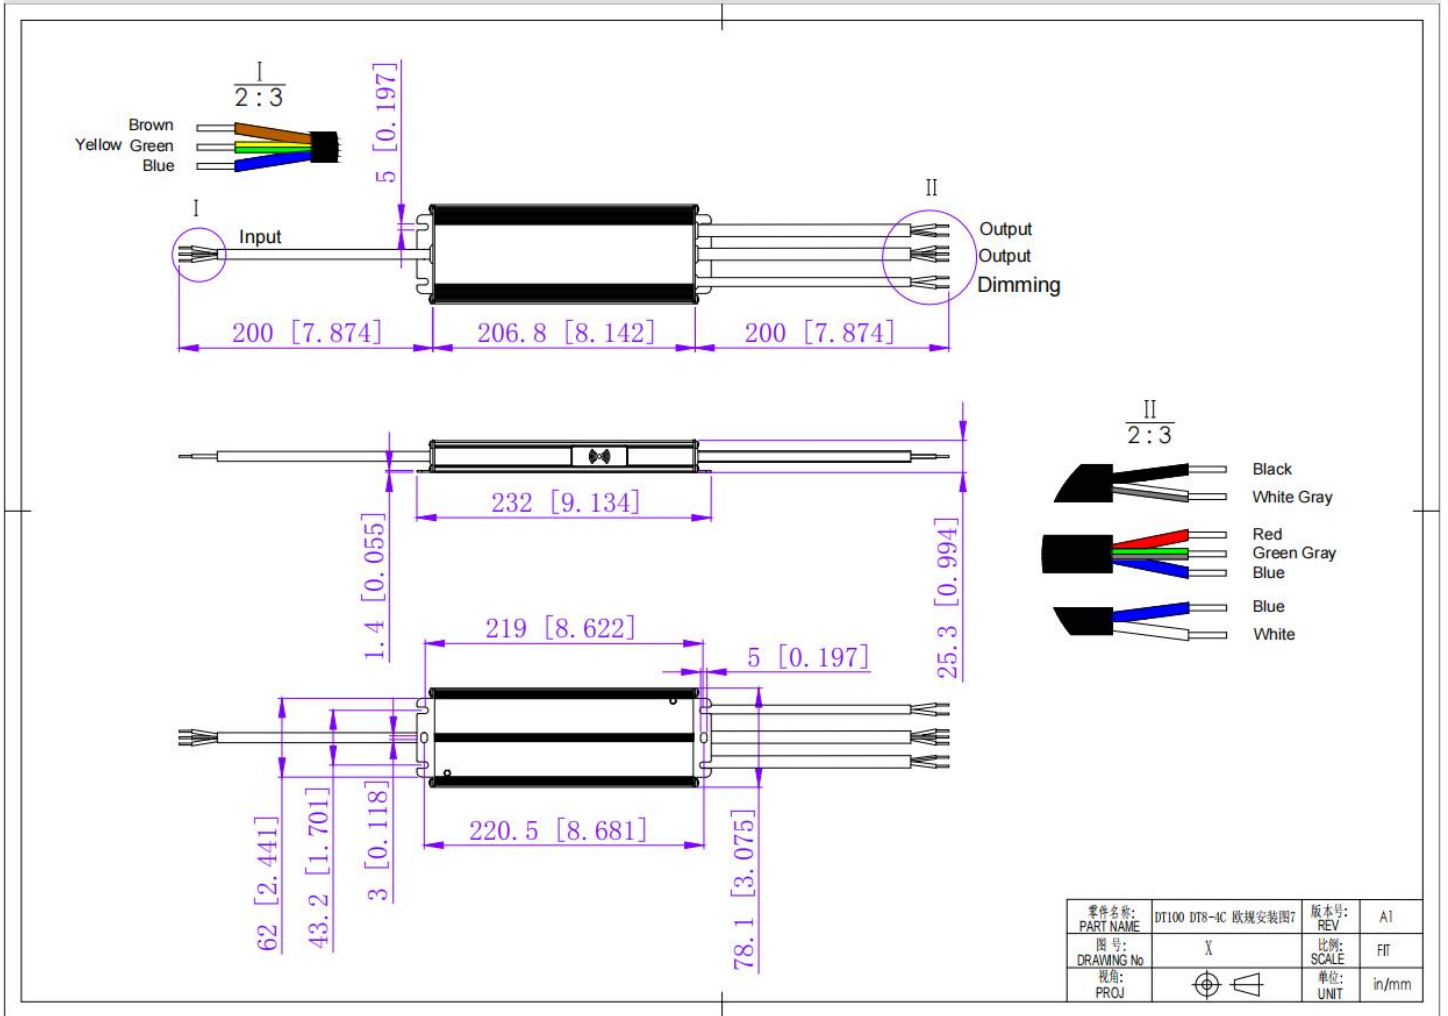 I
2:3
Brown
Yellow Green
Blue
5 [0.197]
I
Input
II
Output
Output
Dimming
200 [7.874]
206.8 [8.142]
200 [7.874]
II
2:3
Black
White Gray
Red
Green Gray
Blue
Blue
White
232 [9.134]
1.4 [0.055]
25.3 [0.994]
219 [8.622]
5 [0.197]
220.5 [8.681]
62 [2.441]
43.2 [1.701]
3 [0.118]
78.1 [3.075]
零件名称: DT100 DT8-4C 欧规安装图7 版本号: A1
PART NAME REV
图 号: X 比例: FIT
DRAWING No SCALE
视角: 单位: in/mm
PROJ UNIT